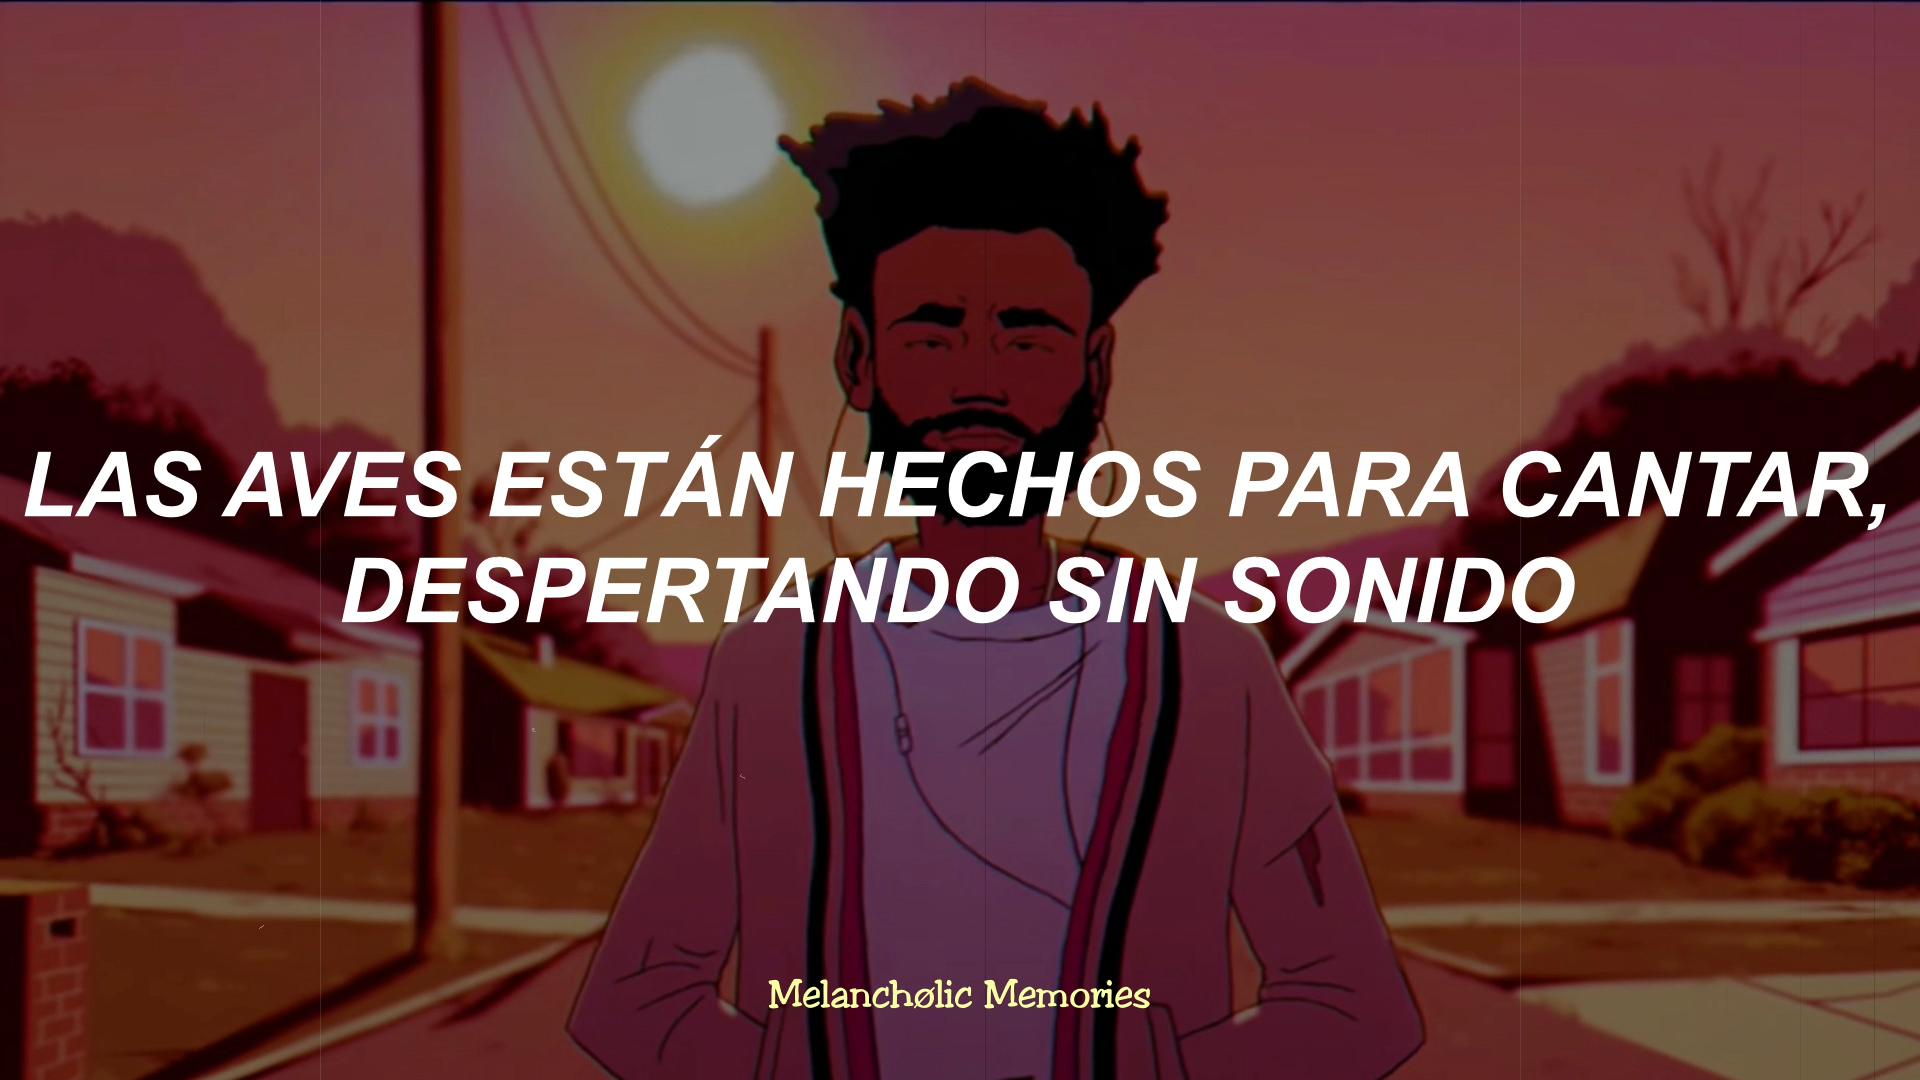 LAS AVES ESTÁN HECHOS PARA CANTAR,
DESPERTANDO SIN SONIDO
Melanchølic Memories